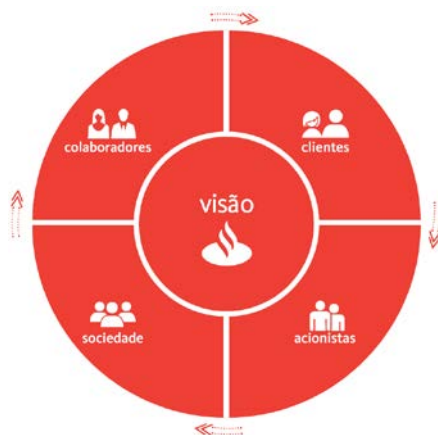 colaboradores
clientes
visão
sociedade
acionistas